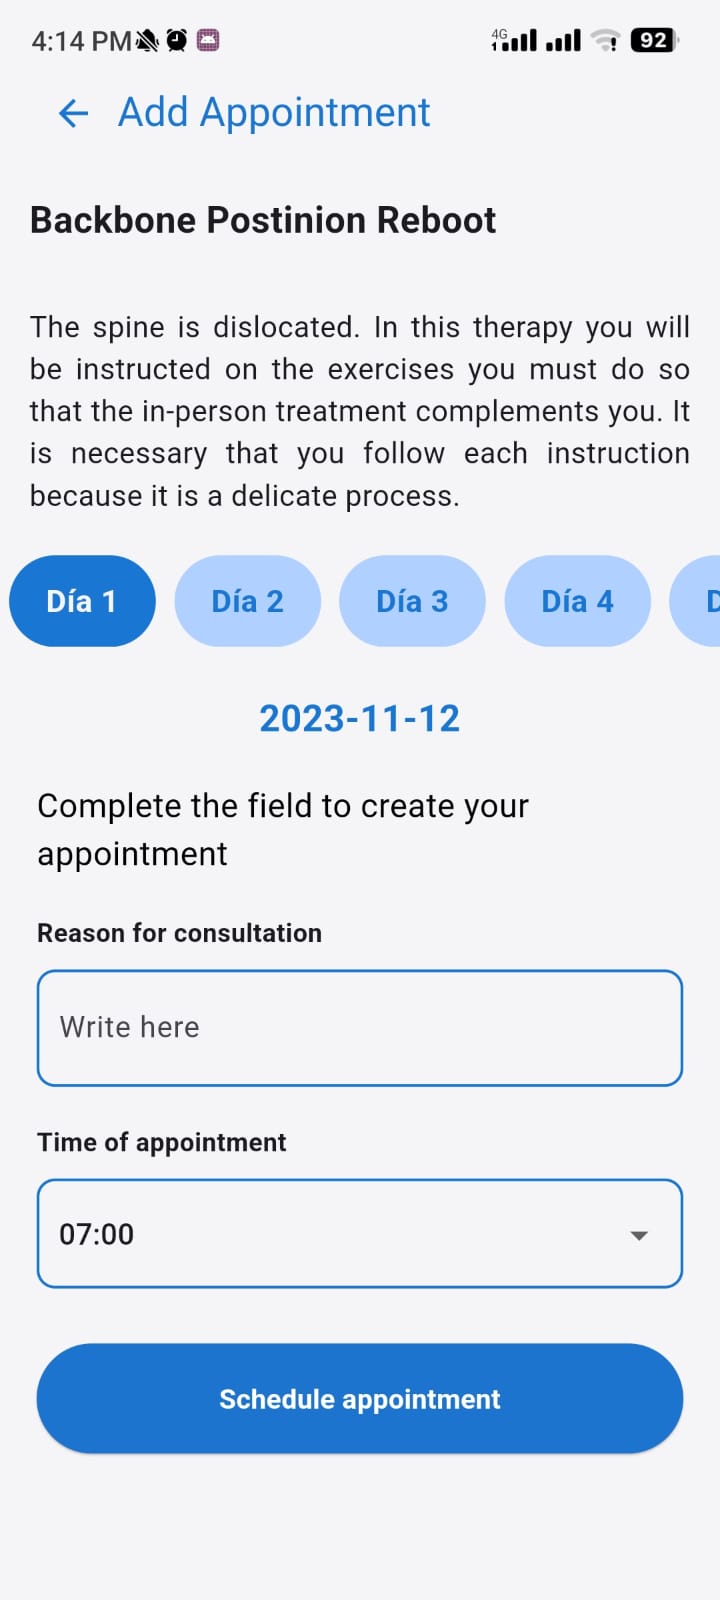 4:14 PM 4G 92
Add Appointment
Backbone Postinion Reboot
The spine is dislocated. In this therapy you will
be instructed on the exercises you must do so
that the in-person treatment complements you. It
is necessary that you follow each instruction
because it is a delicate process.
Día 1 Día 2 Día 3 Día 4
2023-11-12
Complete the field to create your
appointment
Reason for consultation
Write here
Time of appointment
07:00
Schedule appointment